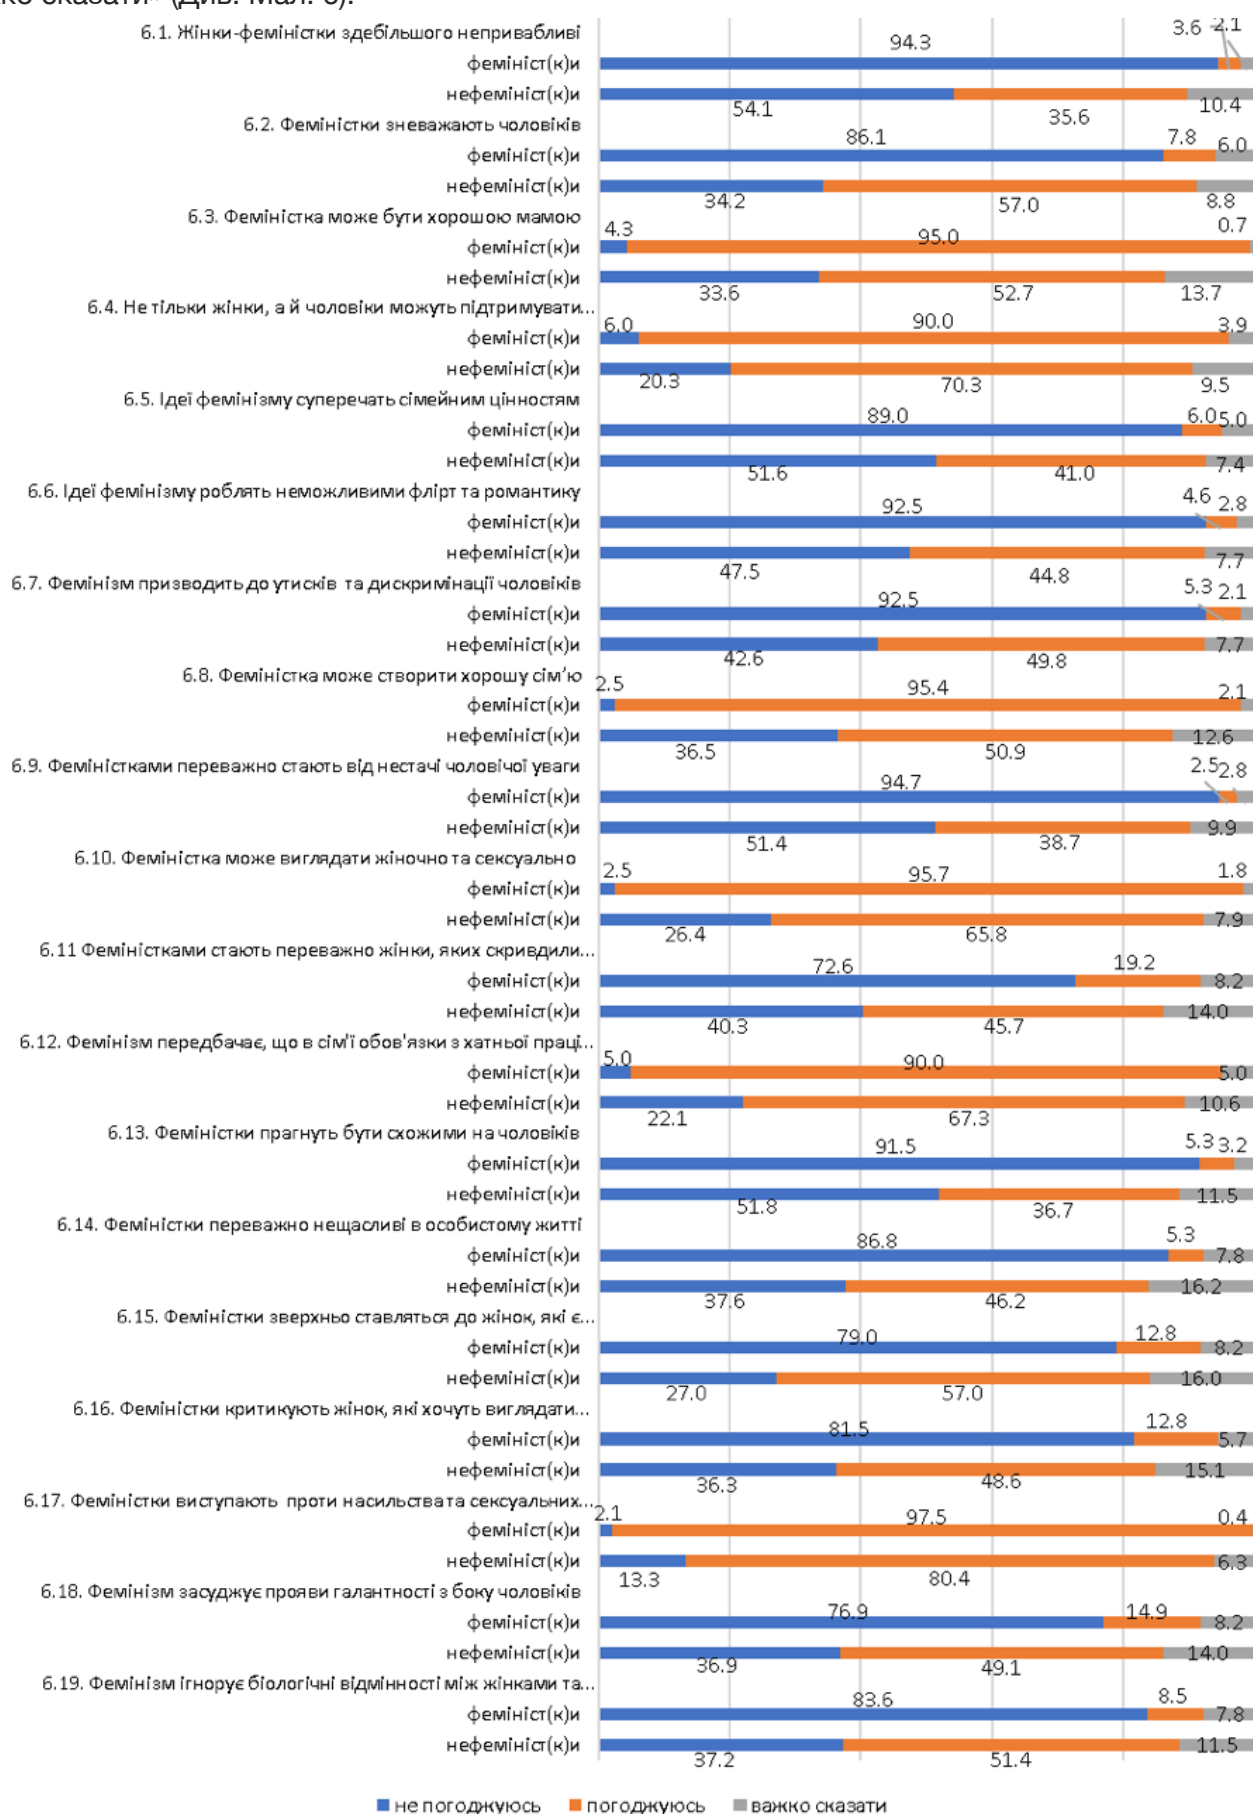 ко сказати» (Див. Мал. 6).
6.1. Жінки-феміністки здебільшого непривабливі
94.3 3.6 2.1
фемініст(к)и
нефемініст(к)и
54.1 35.6 10.4
6.2. Феміністки зневажають чоловіків
86.1 7.8 6.0
фемініст(к)и
нефемініст(к)и
34.2 57.0 8.8
6.3. Феміністка може бути хорошою мамою
4.3 95.0 0.7
фемініст(к)и
нефемініст(к)и
33.6 52.7 13.7
6.4. Не тільки жінки, а й чоловіки можуть підтримувати...
6.0 90.0 3.9
фемініст(к)и
нефемініст(к)и
20.3 70.3 9.5
6.5. Ідеї фемінізму суперечать сімейним цінностям
89.0 6.0 5.0
фемініст(к)и
нефемініст(к)и
51.6 41.0 7.4
6.6. Ідеї фемінізму роблять неможливими флірт та романтику
92.5 4.6 2.8
фемініст(к)и
нефемініст(к)и
47.5 44.8 7.7
6.7. Фемінізм призводить до утисків та дискримінації чоловіків
92.5 5.3 2.1
фемініст(к)и
нефемініст(к)и
42.6 49.8 7.7
6.8. Феміністка може створити хорошу сім'ю
2.5 95.4 2.1
фемініст(к)и
нефемініст(к)и
36.5 50.9 12.6
6.9. Феміністками переважно стають від нестачі чоловічої уваги
94.7 2.5 2.8
фемініст(к)и
нефемініст(к)и
51.4 38.7 9.9
6.10. Феміністка може виглядати жіночно та сексуально
2.5 95.7 1.8
фемініст(к)и
нефемініст(к)и
26.4 65.8 7.9
6.11 Феміністками стають переважно жінки, яких скривдили...
72.6 19.2 8.2
фемініст(к)и
нефемініст(к)и
40.3 45.7 14.0
6.12. Фемінізм передбачає, що в сім'ї обов'язки з хатньої праці...
5.0 90.0 5.0
фемініст(к)и
нефемініст(к)и
22.1 67.3 10.6
6.13. Феміністки прагнуть бути схожими на чоловіків
91.5 5.3 3.2
фемініст(к)и
нефемініст(к)и
51.8 36.7 11.5
6.14. Феміністки переважно нещасливі в особистому житті
86.8 5.3 7.8
фемініст(к)и
нефемініст(к)и
37.6 46.2 16.2
6.15. Феміністки зверхньо ставляться до жінок, які є...
79.0 12.8 8.2
фемініст(к)и
нефемініст(к)и
27.0 57.0 16.0
6.16. Феміністки критикують жінок, які хочуть виглядати...
81.5 12.8 5.7
фемініст(к)и
нефемініст(к)и
36.3 48.6 15.1
6.17. Феміністки виступають проти насильства та сексуальних...
2.1 97.5 0.4
фемініст(к)и
нефемініст(к)и
13.3 80.4 6.3
6.18. Фемінізм засуджує прояви галантності з боку чоловіків
76.9 14.9 8.2
фемініст(к)и
нефемініст(к)и
36.9 49.1 14.0
6.19. Фемінізм ігнорує біологічні відмінності між жінками та...
83.6 8.5 7.8
фемініст(к)и
нефемініст(к)и
37.2 51.4 11.5
не погоджуюсь погоджуюсь важко сказати